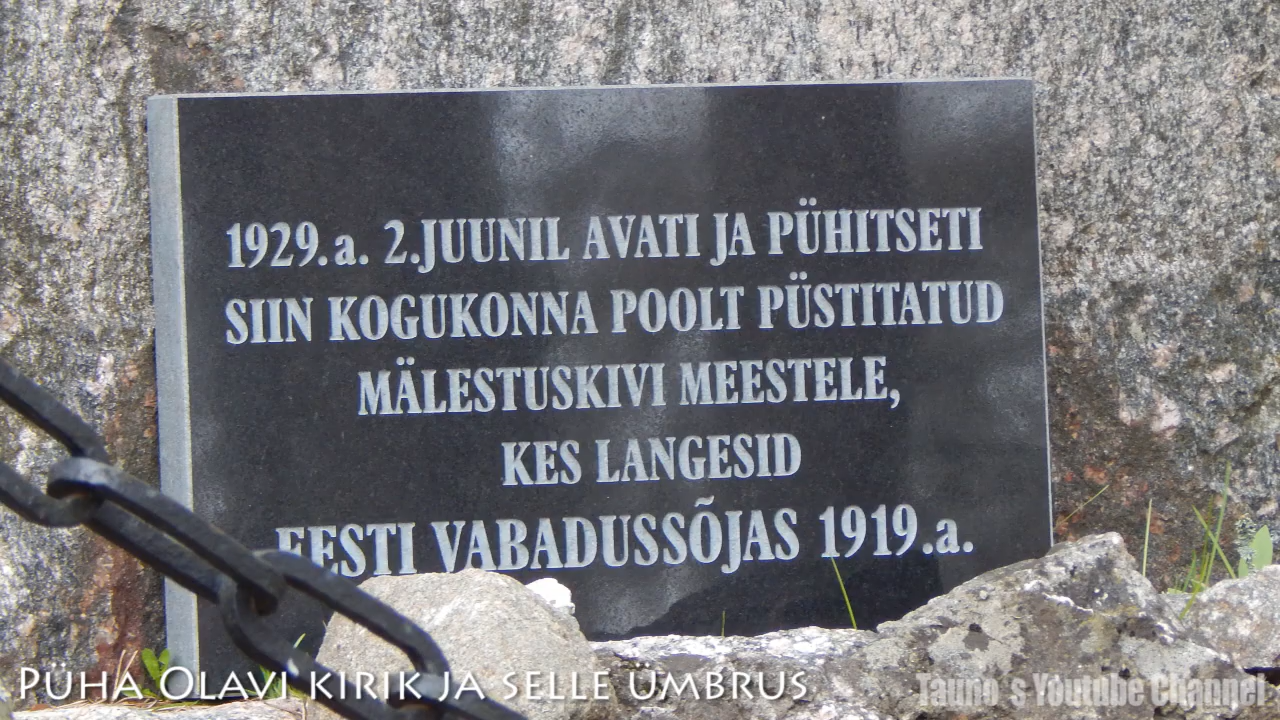 1929.a. 2.JUUNIL AVATI JA PÜHITSETI
SIIN KOGUKONNA POOLT PÜSTITATUD
MÄLESTUSKIVI MEESTELE,
KES LANGESID
EESTI VABADUSSÕJAS 1919.a.
PÜHA OLAVI KIRIK JA SELLE ÜMBRUS
Tauno´s Youtube Channel